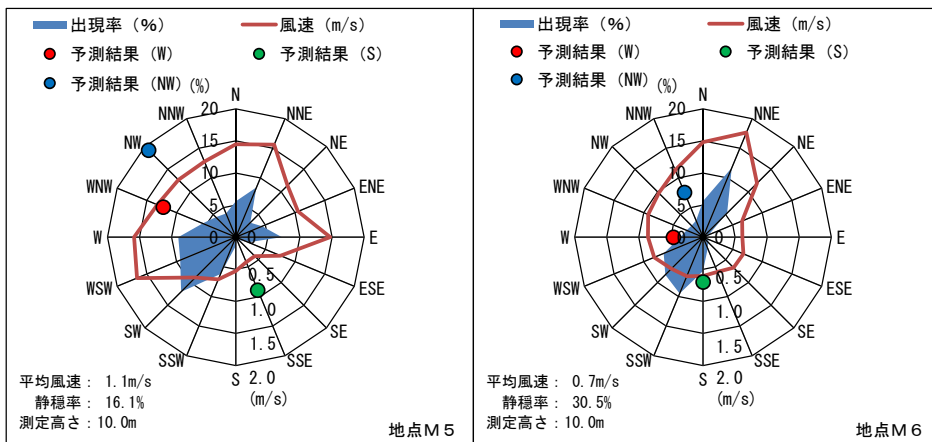 出現率（％） 風速（m/s）
予測結果（W） 予測結果（S）
予測結果（NW） (%)
N
NNW 20 NNE
NW 15 NE
10
WNW 5 ENE
W 0 0 E
WSW 0.5 ESE
SW 1.0 SE
SSW 1.5 SSE
S 2.0
(m/s)
平均風速： 1.1m/s
静穏率： 16.1%
測定高さ：10.0m
地点Ｍ５
出現率（％） 風速（m/s）
予測結果（W） 予測結果（S）
予測結果（NW） (%)
N
NNW 20 NNE
NW 15 NE
10
WNW 5 ENE
W 0 0 E
WSW 0.5 ESE
SW 1.0 SE
SSW 1.5 SSE
S 2.0
(m/s)
平均風速： 0.7m/s
静穏率： 30.5%
測定高さ：10.0m
地点Ｍ６